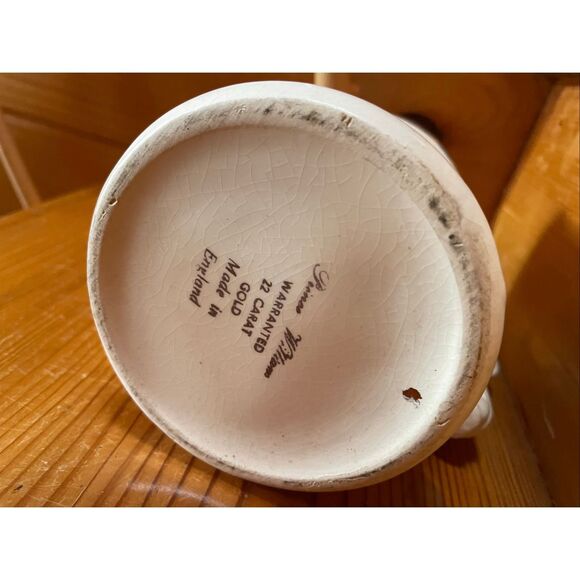 Prince William
WARRANTED
22 CARAT
GOLD
Made in
England